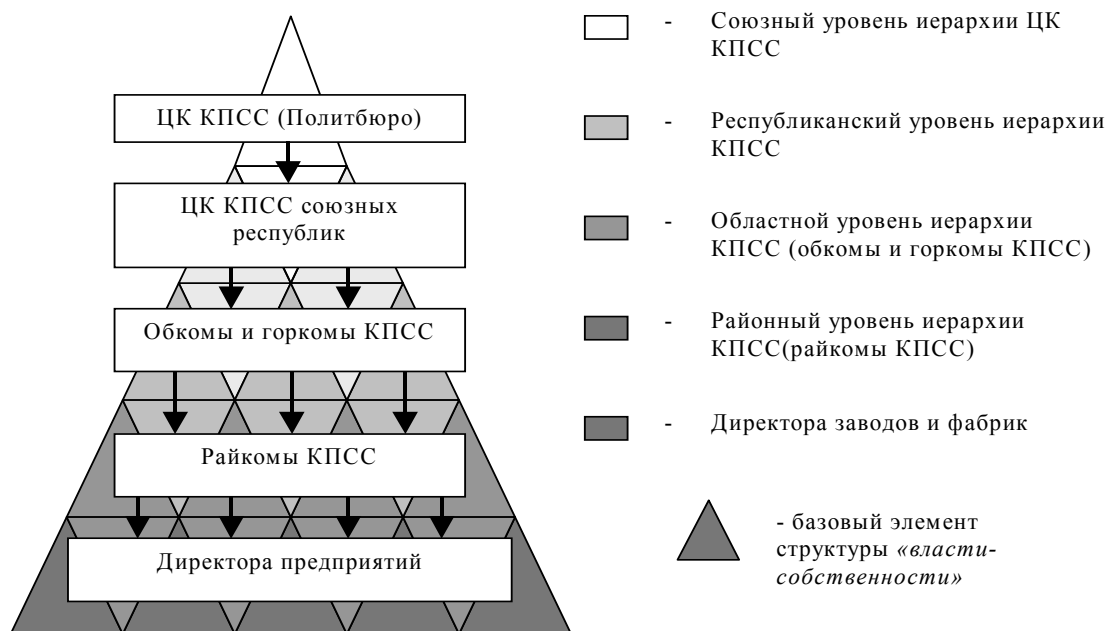 ЦК КПСС (Политбюро)
ЦК КПСС союзных
республик
Обкомы и горкомы КПСС
Райкомы КПСС
Директора предприятий
- Союзный уровень иерархии ЦК
КПСС
- Республиканский уровень иерархии
КПСС
- Областной уровень иерархии
КПСС (обкомы и горкомы КПСС)
- Районный уровень иерархии
КПСС(райкомы КПСС)
- Директора заводов и фабрик
- базовый элемент
структуры «власти-
собственности»